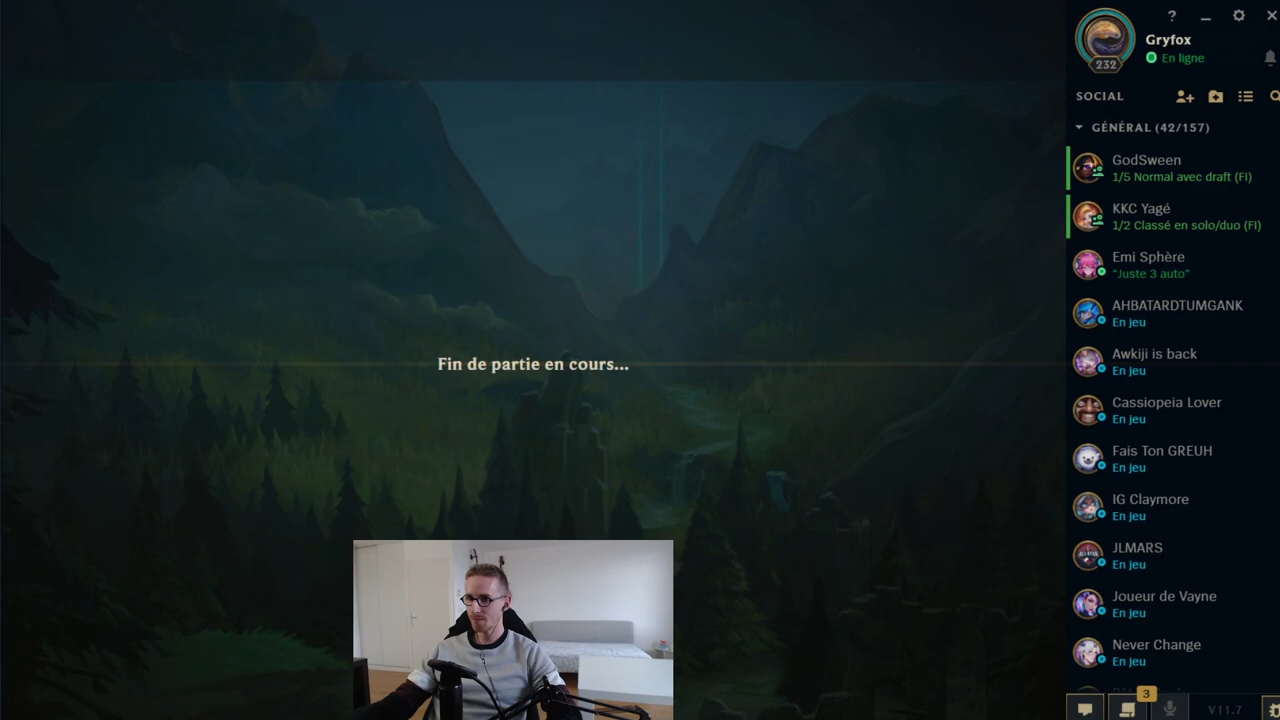 ?
Gryfox
En ligne
232
SOCIAL
GÉNÉRAL (42/157)
GodSween
1/5 Normal avec draft (FI)
KKC Yagé
1/2 Classé en solo/duo (FI)
Emi Sphère
"Juste 3 auto"
AHBATARDTUMGANK
En jeu
Awkiji is back
En jeu
Fin de partie en cours...
Cassiopeia Lover
En jeu
Fais Ton GREUH
En jeu
IG Claymore
En jeu
JLMARS
En jeu
Joueur de Vayne
En jeu
Never Change
En jeu
3
V11.7